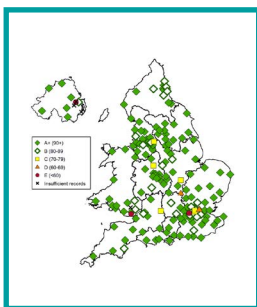 A+ (90+)
B (80-89
C (70-79)
D (60-69)
E (<60)
Insufficient records